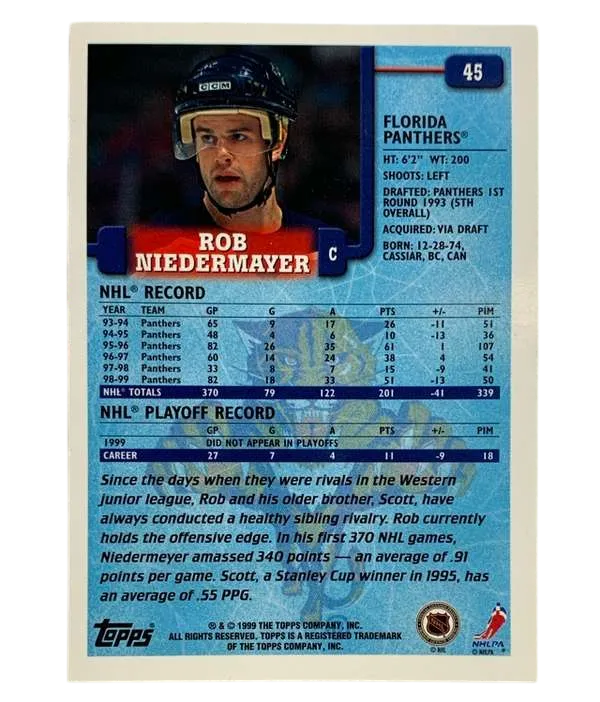 CCM
45
FLORIDA
PANTHERS®
HT: 6'2" WT: 200
SHOOTS: LEFT
DRAFTED: PANTHERS 1ST
ROUND 1993 (5TH
OVERALL)
ACQUIRED: VIA DRAFT
BORN: 12-28-74,
CASSIAR, BC, CAN
ROB
NIEDERMAYER C
NHL® RECORD
YEAR TEAM GP G A PTS +/- PIM
93-94 Panthers 65 9 17 26 -11 51
94-95 Panthers 48 4 6 10 -13 36
95-96 Panthers 82 26 35 61 1 107
96-97 Panthers 60 14 24 38 4 54
97-98 Panthers 33 8 7 15 -9 41
98-99 Panthers 82 18 33 51 -13 50
NHL® TOTALS 370 79 122 201 -41 339
NHL® PLAYOFF RECORD
GP G A PTS +/- PIM
1999 DID NOT APPEAR IN PLAYOFFS
CAREER 27 7 4 11 -9 18
Since the days when they were rivals in the Western
junior league, Rob and his older brother, Scott, have
always conducted a healthy sibling rivalry. Rob currently
holds the offensive edge. In his first 370 NHL games,
Niedermeyer amassed 340 points — an average of .91
points per game. Scott, a Stanley Cup winner in 1995, has
an average of .55 PPG.
TOPPS®
® & © 1999 THE TOPPS COMPANY, INC.
ALL RIGHTS RESERVED. TOPPS IS A REGISTERED TRADEMARK
OF THE TOPPS COMPANY, INC.
© NHL
NHLPA
© NHLPA